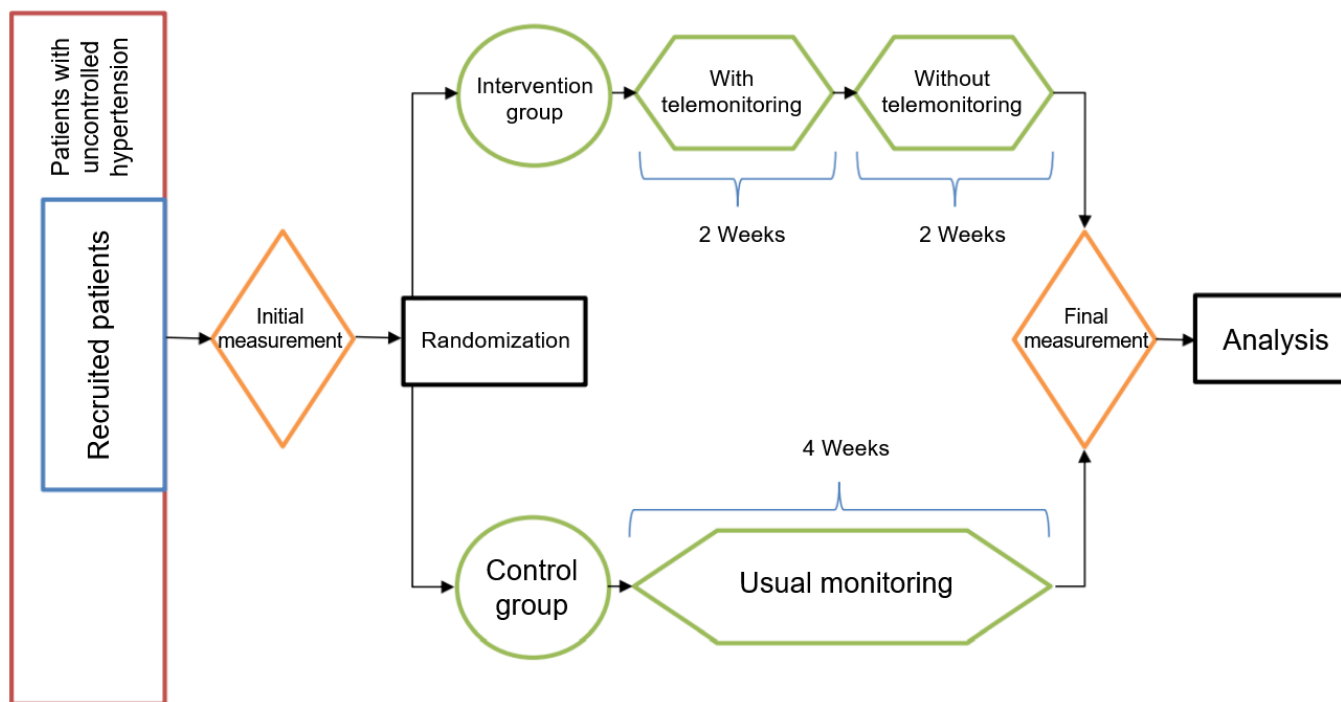 Patients with
uncontrolled
hypertension
Recruited patients
Initial
measurement
Randomization
Intervention
group
With
telemonitoring
Without
telemonitoring
2 Weeks
2 Weeks
Control
group
4 Weeks
Usual monitoring
Final
measurement
Analysis